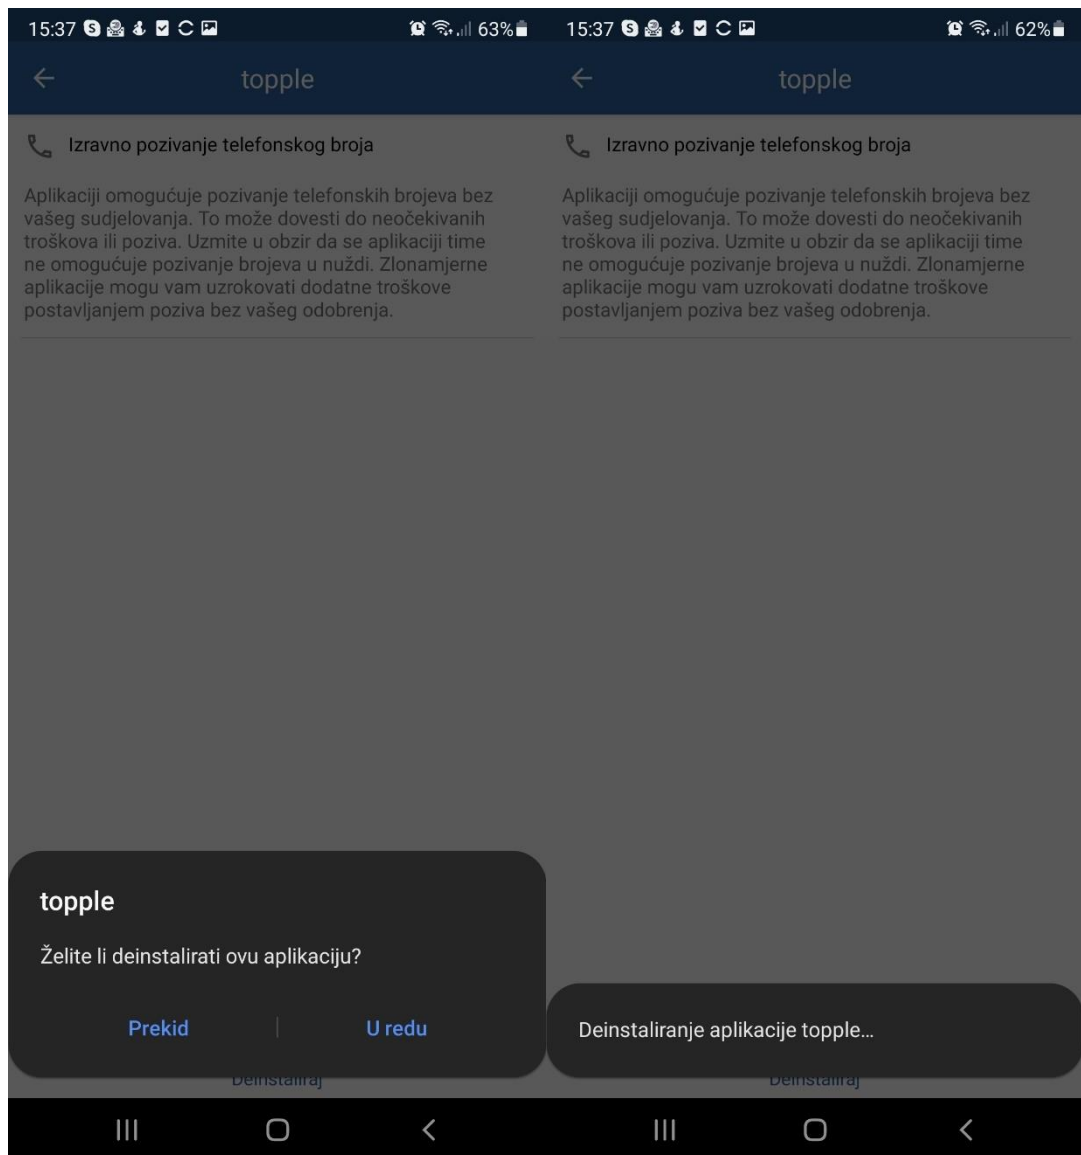 15:37
63%
topple
Izravno pozivanje telefonskog broja
Aplikaciji omogućuje pozivanje telefonskih brojeva bez
vašeg sudjelovanja. To može dovesti do neočekivanih
troškova ili poziva. Uzmite u obzir da se aplikaciji time
ne omogućuje pozivanje brojeva u nuždi. Zlonamjerne
aplikacije mogu vam uzrokovati dodatne troškove
postavljanjem poziva bez vašeg odobrenja.
topple
Želite li deinstalirati ovu aplikaciju?
Prekid
U redu
Deinstaliraj
15:37
62%
topple
Izravno pozivanje telefonskog broja
Aplikaciji omogućuje pozivanje telefonskih brojeva bez
vašeg sudjelovanja. To može dovesti do neočekivanih
troškova ili poziva. Uzmite u obzir da se aplikaciji time
ne omogućuje pozivanje brojeva u nuždi. Zlonamjerne
aplikacije mogu vam uzrokovati dodatne troškove
postavljanjem poziva bez vašeg odobrenja.
Deinstaliranje aplikacije topple...
Deinstaliraj